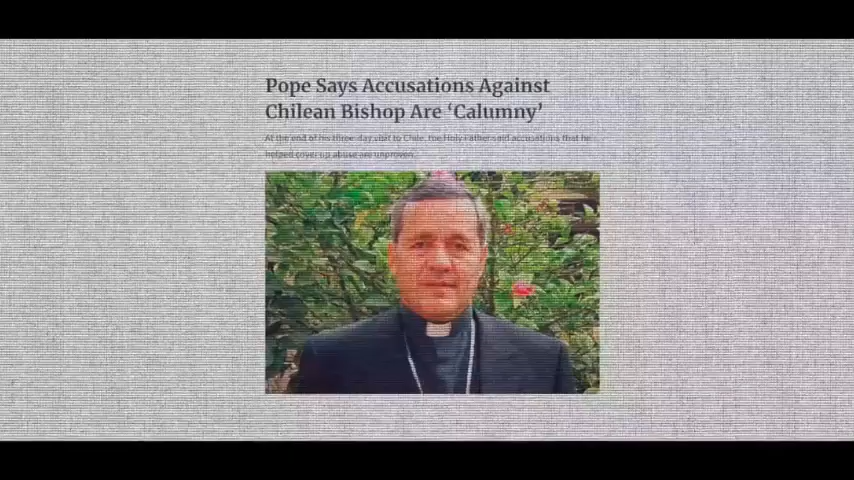 Pope Says Accusations Against
Chilean Bishop Are ‘Calumny’
At the end of his three-day visit to Chile, the Holy Father said accusations that he
helped cover up abuse are unproven.